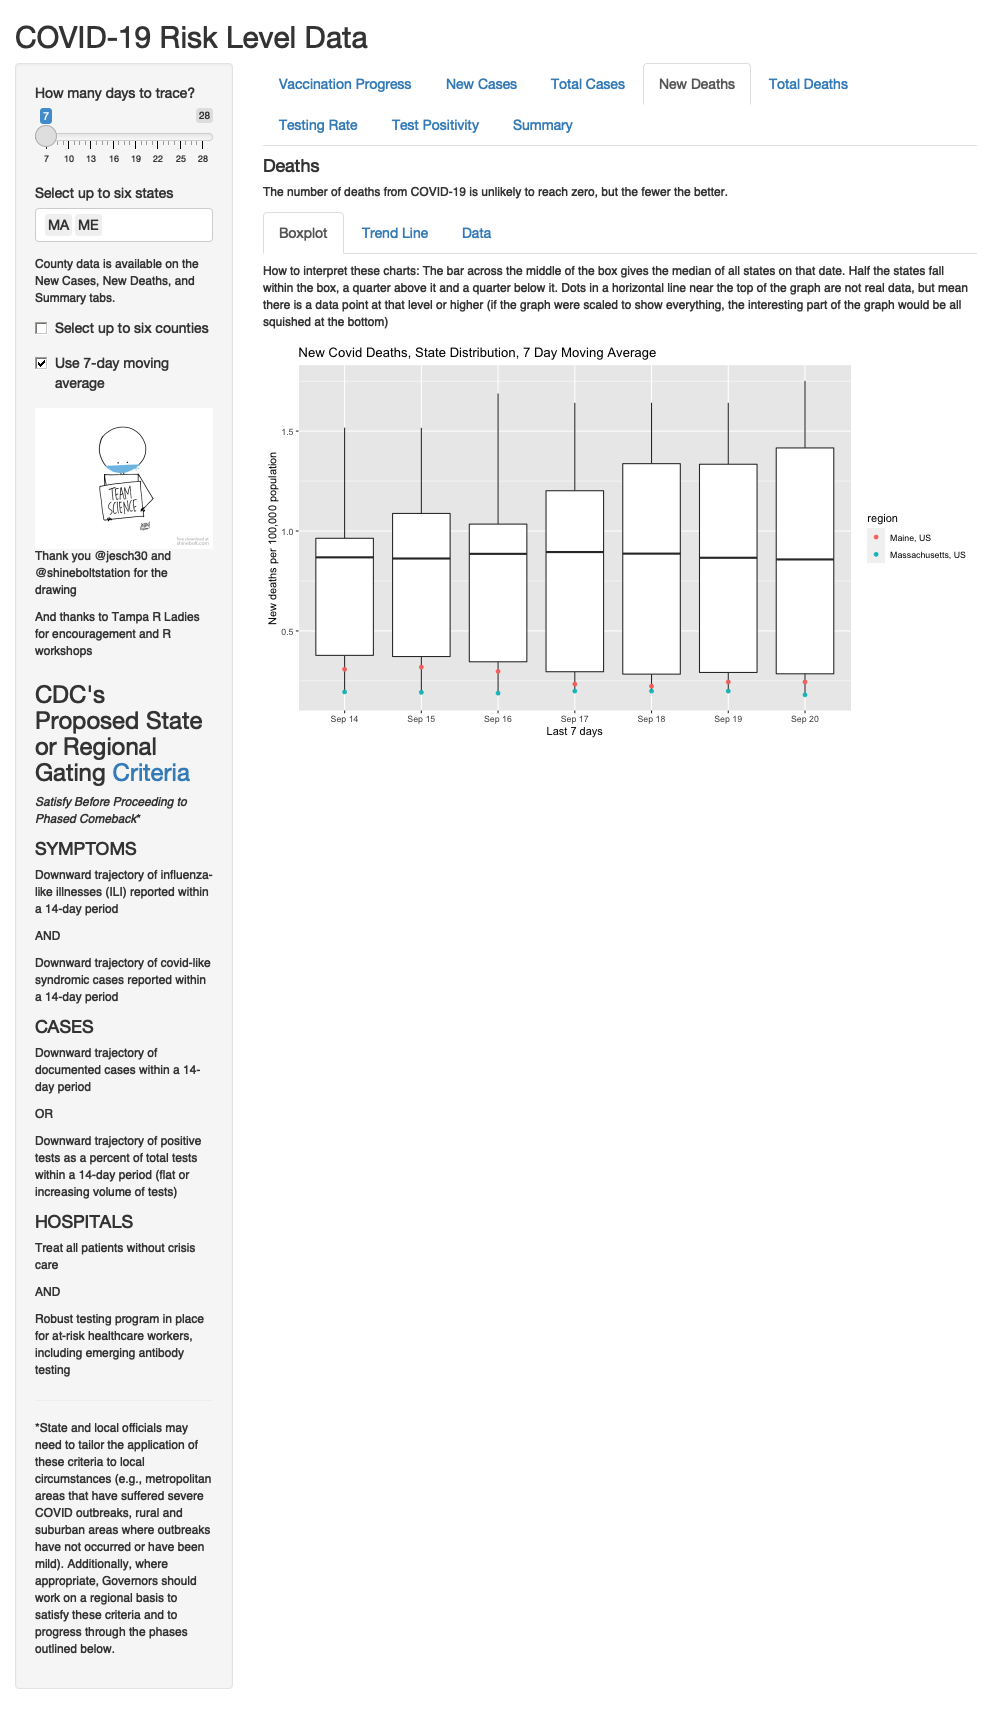 COVID-19 Risk Level Data
How many days to trace?
7
28
7 10 13 16 19 22 25 28
Select up to six states
MA ME
County data is available on the
New Cases, New Deaths, and
Summary tabs.
Select up to six counties
Use 7-day moving
average
TEAM
SCIENCE
Thank you @jesch30 and
@shineboltstation for the
drawing
And thanks to Tampa R Ladies
for encouragement and R
workshops
CDC's
Proposed State
or Regional
Gating Criteria
Satisfy Before Proceeding to
Phased Comeback*
SYMPTOMS
Downward trajectory of influenza-
like illnesses (ILI) reported within
a 14-day period
AND
Downward trajectory of covid-like
syndromic cases reported within
a 14-day period
CASES
Downward trajectory of
documented cases within a 14-
day period
OR
Downward trajectory of positive
tests as a percent of total tests
within a 14-day period (flat or
increasing volume of tests)
HOSPITALS
Treat all patients without crisis
care
AND
Robust testing program in place
for at-risk healthcare workers,
including emerging antibody
testing
*State and local officials may
need to tailor the application of
these criteria to local
circumstances (e.g., metropolitan
areas that have suffered severe
COVID outbreaks, rural and
suburban areas where outbreaks
have not occurred or have been
mild). Additionally, where
appropriate, Governors should
work on a regional basis to
satisfy these criteria and to
progress through the phases
outlined below.
Vaccination Progress New Cases Total Cases New Deaths Total Deaths
Testing Rate Test Positivity Summary
Deaths
The number of deaths from COVID-19 is unlikely to reach zero, but the fewer the better.
Boxplot Trend Line Data
How to interpret these charts: The bar across the middle of the box gives the median of all states on that date. Half the states fall
within the box, a quarter above it and a quarter below it. Dots in a horizontal line near the top of the graph are not real data, but mean
there is a data point at that level or higher (if the graph were scaled to show everything, the interesting part of the graph would be all
squished at the bottom)
New Covid Deaths, State Distribution, 7 Day Moving Average
New deaths per 100,000 population
1.5
1.0
0.5
Sep 14 Sep 15 Sep 16 Sep 17 Sep 18 Sep 19 Sep 20
Last 7 days
region
Maine, US
Massachusetts, US